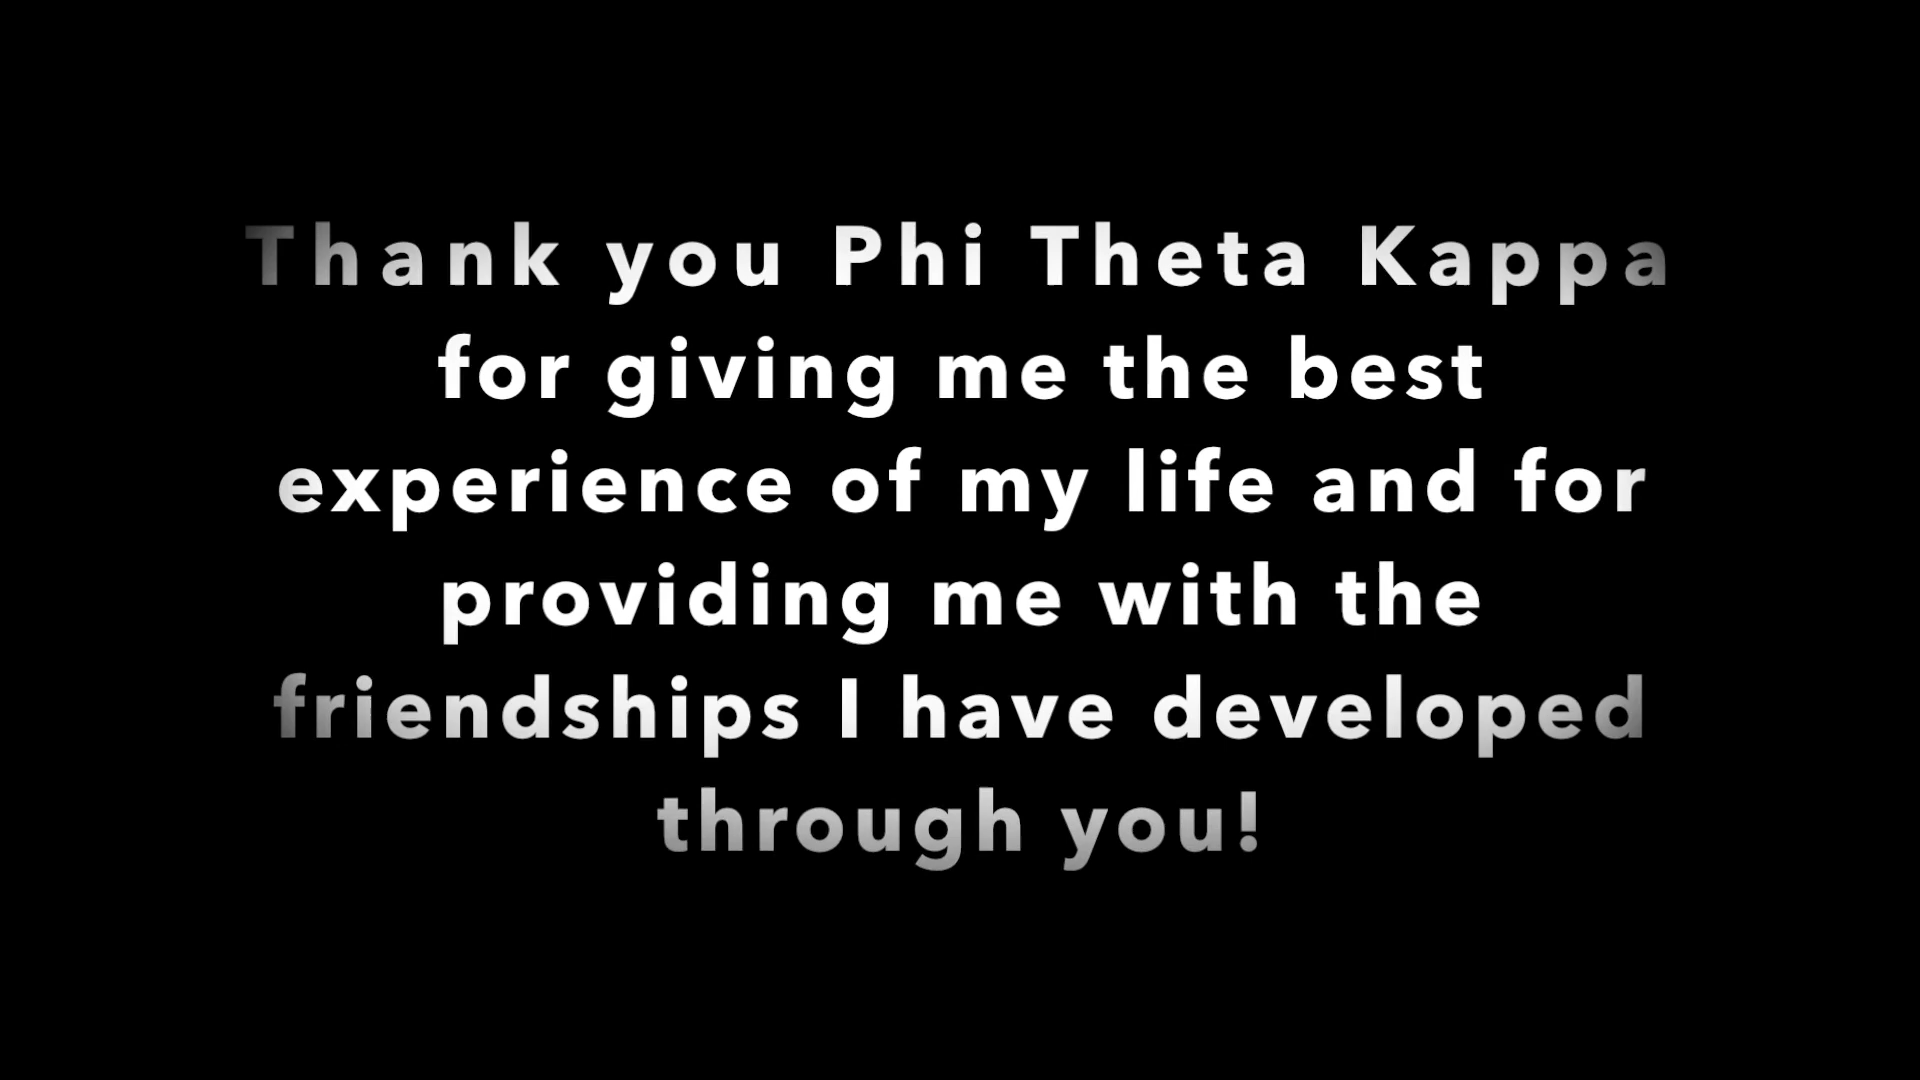 Thank you Phi Theta Kappa
for giving me the best
experience of my life and for
providing me with the
friendships I have developed
through you!